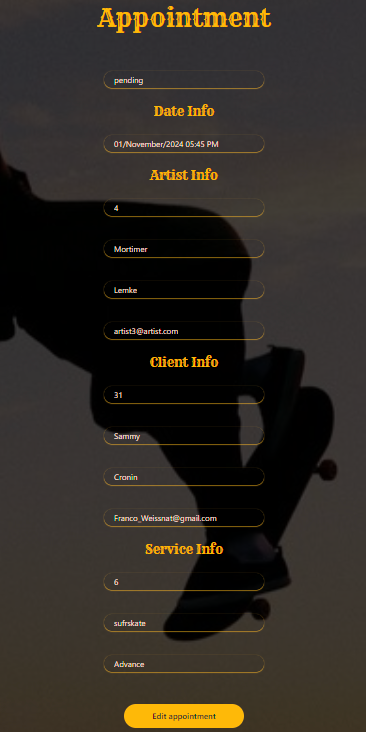 Appointment
pending
Date Info
01/November/2024 05:45 PM
Artist Info
4
Mortimer
Lemke
artist3@artist.com
Client Info
31
Sammy
Cronin
Franco_Weissnat@gmail.com
Service Info
6
sufrskate
Advance
Edit appointment